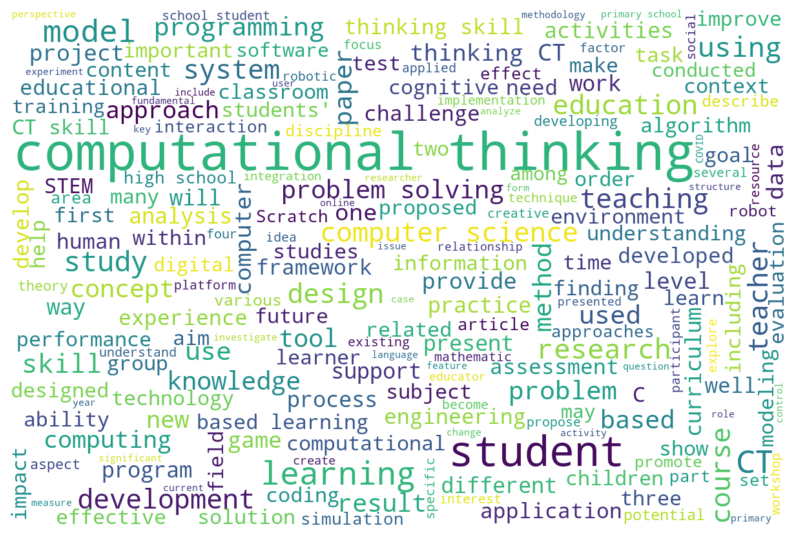 perspective school student methodology primary school
model programming thinking skill activities improve
project important software focus thinking CT factor social using
experiment robotic test applied effect make task
educational content system paper cognitive need work conducted context
training include user classroom implementation describe
approach students' challenge analyze education
fundamental developing algorithm
CT skill key interaction discipline two among COVID goal data
computational thinking
STEM high school integration researcher form order several resource
area many will problem solving technique teaching structure robot
develop help first analysis computer Scratch one online proposed creative environment
four computer science understanding
human within idea studies issue relationship
study digital framework information time developed
theory concept platform various provide method finding level evaluation
way design case practice presented used learn teacher
experience future related article approaches including
performance aim tool existing present research participant explore
understand investigate language mathematic curriculum
skill group use learner support feature assessment question well modeling
designed knowledge process subject educator problem C control
technology become engineering may based role
ability year new based learning propose show
computing game computational change activity set
impact aspect significant field create student promote CT
program learning specific interest different children part course
measure current coding result three workshop
development simulation application potential primary
effective solution